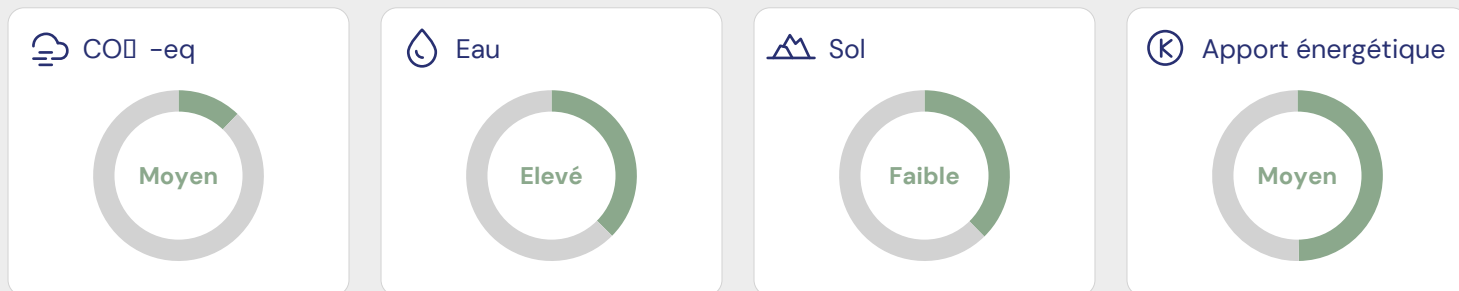 CO▯ -eq
Eau
Sol
Apport énergétique
Moyen
Elevé
Faible
Moyen